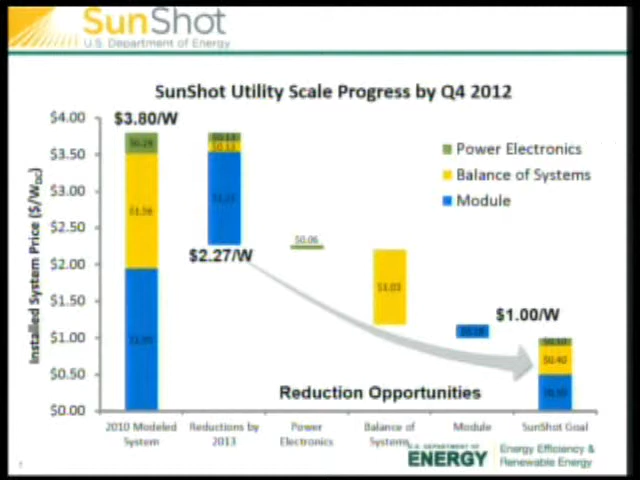 SunShot
U.S. Department of Energy
SunShot Utility Scale Progress by Q4 2012
Installed System Price ($/W_DC)
$4.00
$3.50
$3.00
$2.50
$2.00
$1.50
$1.00
$0.50
$0.00
$3.80/W
$2.27/W
$0.06
$1.03
$1.00/W
$0.40
Power Electronics
Balance of Systems
Module
Reduction Opportunities
2010 Modeled System
Reductions by 2013
Power Electronics
Balance of Systems
Module
SunShot Goal
U.S. DEPARTMENT OF
ENERGY
Energy Efficiency &
Renewable Energy